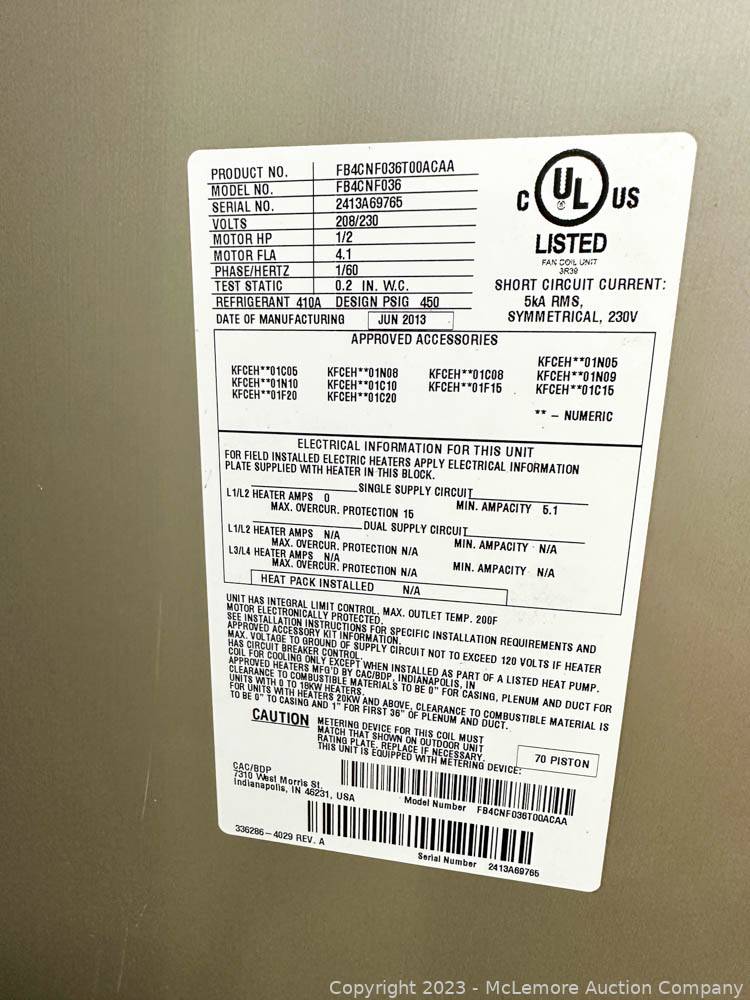 PRODUCT NO. FB4CNF036T00ACAA
MODEL NO. FB4CNF036
SERIAL NO. 2413A69765
VOLTS 208/230
MOTOR HP 1/2
MOTOR FLA 4.1
PHASE/HERTZ 1/60
TEST STATIC 0.2 IN. W.C.
REFRIGERANT 410A DESIGN PSIG 450
DATE OF MANUFACTURING JUN 2013
C UL US
®
LISTED
FAN COIL UNIT
3R39
SHORT CIRCUIT CURRENT:
5kA RMS,
SYMMETRICAL, 230V
APPROVED ACCESSORIES
KFCEH**01C05 KFCEH**01N08 KFCEH**01C08 KFCEH**01N05
KFCEH**01N10 KFCEH**01C10 KFCEH**01F15 KFCEH**01N09
KFCEH**01F20 KFCEH**01C20 KFCEH**01C15
** - NUMERIC
ELECTRICAL INFORMATION FOR THIS UNIT
FOR FIELD INSTALLED ELECTRIC HEATERS APPLY ELECTRICAL INFORMATION
PLATE SUPPLIED WITH HEATER IN THIS BLOCK.
SINGLE SUPPLY CIRCUIT
L1/L2 HEATER AMPS 0 MIN. AMPACITY 5.1
MAX. OVERCUR. PROTECTION 15
DUAL SUPPLY CIRCUIT
L1/L2 HEATER AMPS N/A MIN. AMPACITY N/A
MAX. OVERCUR. PROTECTION N/A
L3/L4 HEATER AMPS N/A MIN. AMPACITY N/A
MAX. OVERCUR. PROTECTION N/A
HEAT PACK INSTALLED N/A
UNIT HAS INTEGRAL LIMIT CONTROL. MAX. OUTLET TEMP. 200F
MOTOR ELECTRONICALLY PROTECTED.
SEE INSTALLATION INSTRUCTIONS FOR SPECIFIC INSTALLATION REQUIREMENTS AND
APPROVED ACCESSORY KIT INFORMATION.
MAX. VOLTAGE TO GROUND OF SUPPLY CIRCUIT NOT TO EXCEED 120 VOLTS IF HEATER
HAS CIRCUIT BREAKER CONTROL.
COIL FOR COOLING ONLY EXCEPT WHEN INSTALLED AS PART OF A LISTED HEAT PUMP.
APPROVED HEATERS MFG'D BY CAC/BDP, INDIANAPOLIS, IN
CLEARANCE TO COMBUSTIBLE MATERIALS TO BE 0" FOR CASING, PLENUM AND DUCT FOR
UNITS WITH 0 TO 18KW HEATERS.
FOR UNITS WITH HEATERS 20KW AND ABOVE, CLEARANCE TO COMBUSTIBLE MATERIAL IS
TO BE 0" TO CASING AND 1" FOR FIRST 36" OF PLENUM AND DUCT.
CAUTION METERING DEVICE FOR THIS COIL MUST
MATCH THAT SHOWN ON OUTDOOR UNIT
RATING PLATE. REPLACE IF NECESSARY.
THIS UNIT IS EQUIPPED WITH METERING DEVICE: 70 PISTON
CAC/BDP
7310 West Morris St.
Indianapolis, IN 46231, USA
Model Number FB4CNF036T00ACAA
336286-4029 REV. A
Serial Number 2413A69765
Copyright 2023 - McLemore Auction Company